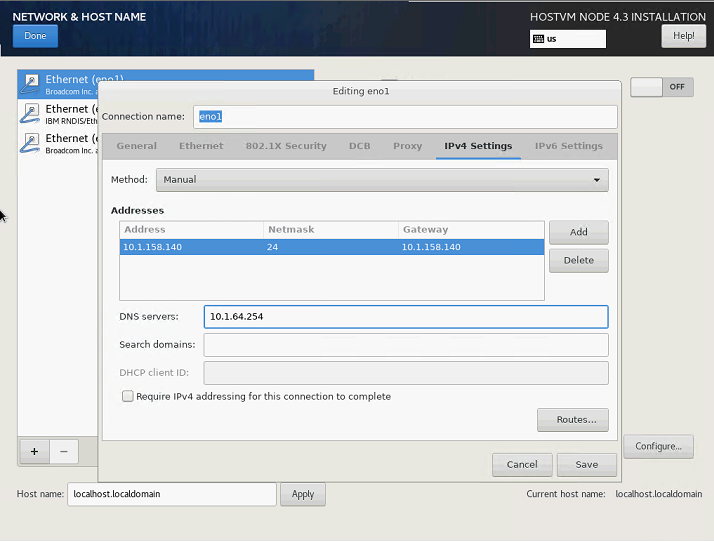 NETWORK & HOST NAME
HOSTVM NODE 4.3 INSTALLATION
Done
us
Help!
Ethernet (eno1)
Broadcom Inc. a
Ethernet (e
IBM RNDIS/Eth
Ethernet (e
Broadcom Inc. a
OFF
Editing eno1
Connection name: eno1
General Ethernet 802.1X Security DCB Proxy IPv4 Settings IPv6 Settings
Method: Manual
Addresses
Address Netmask Gateway
10.1.158.140 24 10.1.158.140
Add
Delete
DNS servers: 10.1.64.254
Search domains:
DHCP client ID:
Require IPv4 addressing for this connection to complete
Routes...
+ −
Configure...
Cancel Save
Host name: localhost.localdomain Apply Current host name: localhost.localdomain